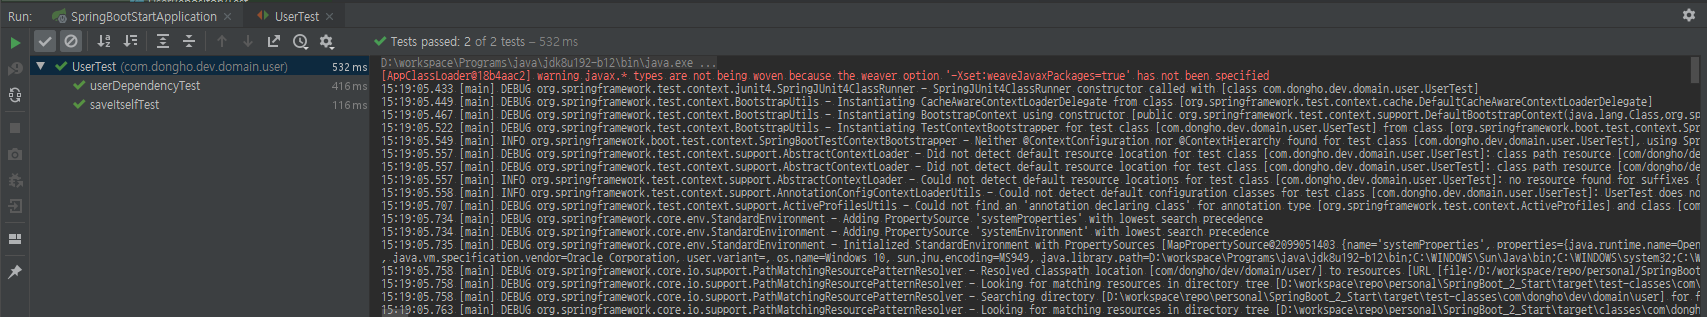 Run: SpringBootStartApplication × UserTest ×
Tests passed: 2 of 2 tests – 532 ms
UserTest (com.dongho.dev.domain.user) 532 ms
userDependencyTest 416 ms
saveItselfTest 116 ms
D:\workspace\Programs\java\jdk8u192-b12\bin\java.exe ...
[AppClassLoader@18b4aac2] warning javax.* types are not being woven because the weaver option '-Xset:weaveJavaxPackages=true' has not been specified
15:19:05.433 [main] DEBUG org.springframework.test.context.junit4.SpringJUnit4ClassRunner - SpringJUnit4ClassRunner constructor called with [class com.dongho.dev.domain.user.UserTest]
15:19:05.449 [main] DEBUG org.springframework.test.context.BootstrapUtils - Instantiating CacheAwareContextLoaderDelegate from class [org.springframework.test.context.cache.DefaultCacheAwareContextLoaderDelegate]
15:19:05.467 [main] DEBUG org.springframework.test.context.BootstrapUtils - Instantiating BootstrapContext using constructor [public org.springframework.test.context.support.DefaultBootstrapContext(java.lang.Class,org.sp
15:19:05.522 [main] DEBUG org.springframework.test.context.BootstrapUtils - Instantiating TestContextBootstrapper for test class [com.dongho.dev.domain.user.UserTest] from class [org.springframework.boot.test.context.Spr
15:19:05.549 [main] INFO org.springframework.boot.test.context.SpringBootTestContextBootstrapper - Neither @ContextConfiguration nor @ContextHierarchy found for test class [com.dongho.dev.domain.user.UserTest], using Spr
15:19:05.557 [main] DEBUG org.springframework.test.context.support.AbstractContextLoader - Did not detect default resource location for test class [com.dongho.dev.domain.user.UserTest]: class path resource [com/dongho/de
15:19:05.557 [main] DEBUG org.springframework.test.context.support.AbstractContextLoader - Did not detect default resource location for test class [com.dongho.dev.domain.user.UserTest]: class path resource [com/dongho/de
15:19:05.557 [main] INFO org.springframework.test.context.support.AbstractContextLoader - Could not detect default resource locations for test class [com.dongho.dev.domain.user.UserTest]: no resource found for suffixes {
15:19:05.558 [main] INFO org.springframework.test.context.support.AnnotationConfigContextLoaderUtils - Could not detect default configuration classes for test class [com.dongho.dev.domain.user.UserTest]: UserTest does no
15:19:05.707 [main] DEBUG org.springframework.test.context.support.ActiveProfilesUtils - Could not find an 'annotation declaring class' for annotation type [org.springframework.test.context.ActiveProfiles] and class [com
15:19:05.734 [main] DEBUG org.springframework.core.env.StandardEnvironment - Adding PropertySource 'systemProperties' with lowest search precedence
15:19:05.734 [main] DEBUG org.springframework.core.env.StandardEnvironment - Adding PropertySource 'systemEnvironment' with lowest search precedence
15:19:05.735 [main] DEBUG org.springframework.core.env.StandardEnvironment - Initialized StandardEnvironment with PropertySources [MapPropertySource@2099051403 {name='systemProperties', properties={java.runtime.name=Open
, java.vm.specification.vendor=Oracle Corporation, user.variant=, os.name=Windows 10, sun.jnu.encoding=MS949, java.library.path=D:\workspace\Programs\java\jdk8u192-b12\bin;C:\WINDOWS\Sun\Java\bin;C:\WINDOWS\system32;C:\W
15:19:05.758 [main] DEBUG org.springframework.core.io.support.PathMatchingResourcePatternResolver - Resolved classpath location [com/dongho/dev/domain/user/] to resources [URL [file:/D:/workspace/repo/personal/SpringBoot
15:19:05.758 [main] DEBUG org.springframework.core.io.support.PathMatchingResourcePatternResolver - Looking for matching resources in directory tree [D:\workspace\repo\personal\SpringBoot_2_Start\target\test-classes\com\
15:19:05.758 [main] DEBUG org.springframework.core.io.support.PathMatchingResourcePatternResolver - Searching directory [D:\workspace\repo\personal\SpringBoot_2_Start\target\test-classes\com\dongho\dev\domain\user] for f
15:19:05.763 [main] DEBUG org.springframework.core.io.support.PathMatchingResourcePatternResolver - Looking for matching resources in directory tree [D:\workspace\repo\personal\SpringBoot_2_Start\target\classes\com\dongh